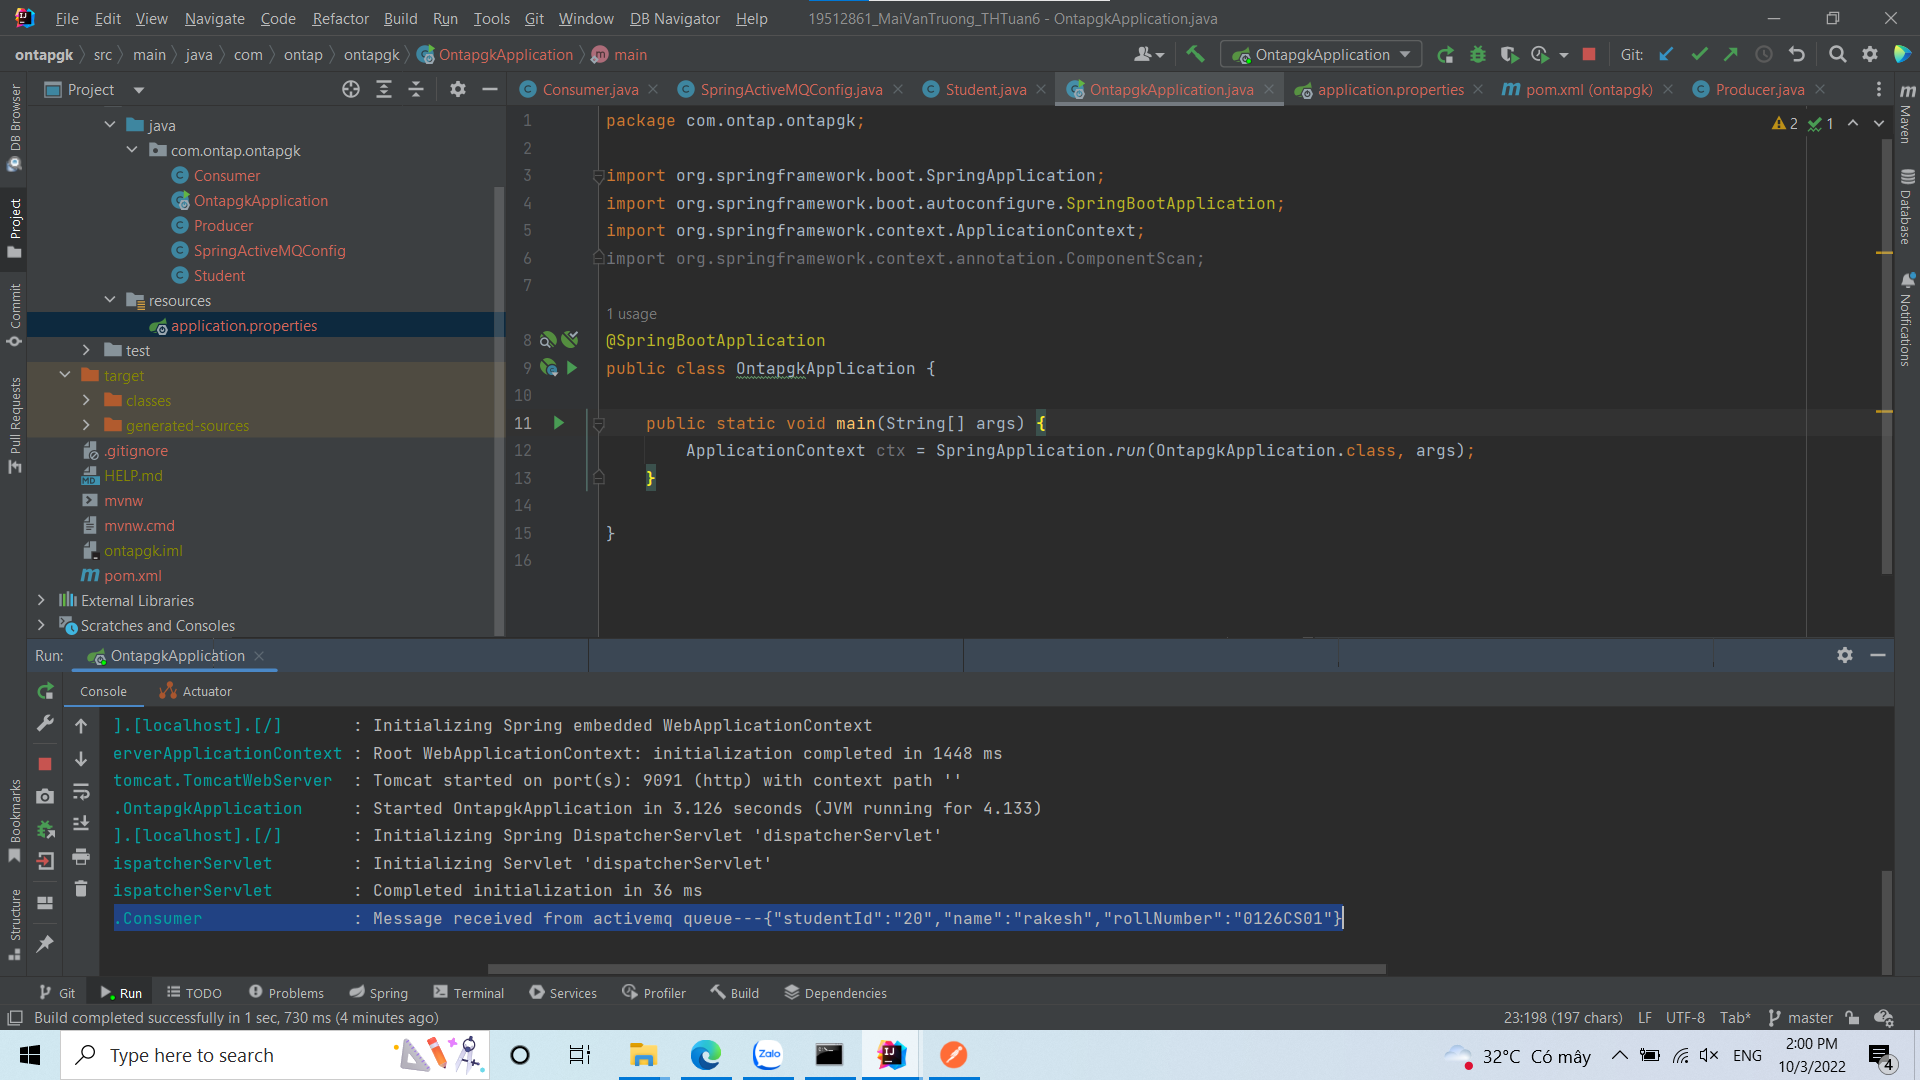 File Edit View Navigate Code Refactor Build Run Tools Git Window DB Navigator Help 19512861_MaiVanTruong_THTuan6 - OntapgkApplication.java
ontapgk src main java com ontap ontapgk OntapgkApplication main OntapgkApplication Git:
Project Consumer.java SpringActiveMQConfig.java Student.java OntapgkApplication.java application.properties pom.xml (ontapgk) Producer.java
DB Browser
Project
Commit
Pull Requests
Bookmarks
Structure
Maven
Database
Notifications
java
com.ontap.ontapgk
Consumer
OntapgkApplication
Producer
SpringActiveMQConfig
Student
resources
application.properties
test
target
classes
generated-sources
.gitignore
HELP.md
mvnw
mvnw.cmd
ontapgk.iml
pom.xml
External Libraries
Scratches and Consoles
2 1
1 package com.ontap.ontapgk;
2
3 import org.springframework.boot.SpringApplication;
4 import org.springframework.boot.autoconfigure.SpringBootApplication;
5 import org.springframework.context.ApplicationContext;
6 import org.springframework.context.annotation.ComponentScan;
7
1 usage
8 @SpringBootApplication
9 public class OntapgkApplication {
10
11 public static void main(String[] args) {
12 ApplicationContext ctx = SpringApplication.run(OntapgkApplication.class, args);
13 }
14
15 }
16
Run: OntapgkApplication
Console Actuator
].[localhost].[/] : Initializing Spring embedded WebApplicationContext
erverApplicationContext : Root WebApplicationContext: initialization completed in 1448 ms
tomcat.TomcatWebServer : Tomcat started on port(s): 9091 (http) with context path ''
.OntapgkApplication : Started OntapgkApplication in 3.126 seconds (JVM running for 4.133)
].[localhost].[/] : Initializing Spring DispatcherServlet 'dispatcherServlet'
ispatcherServlet : Initializing Servlet 'dispatcherServlet'
ispatcherServlet : Completed initialization in 36 ms
.Consumer : Message received from activemq queue---{"studentId":"20","name":"rakesh","rollNumber":"0126CS01"}
Git Run TODO Problems Spring Terminal Services Profiler Build Dependencies
Build completed successfully in 1 sec, 730 ms (4 minutes ago) 23:198 (197 chars) LF UTF-8 Tab* master
Type here to search Zalo 32°C Có mây ENG 2:00 PM
10/3/2022 4